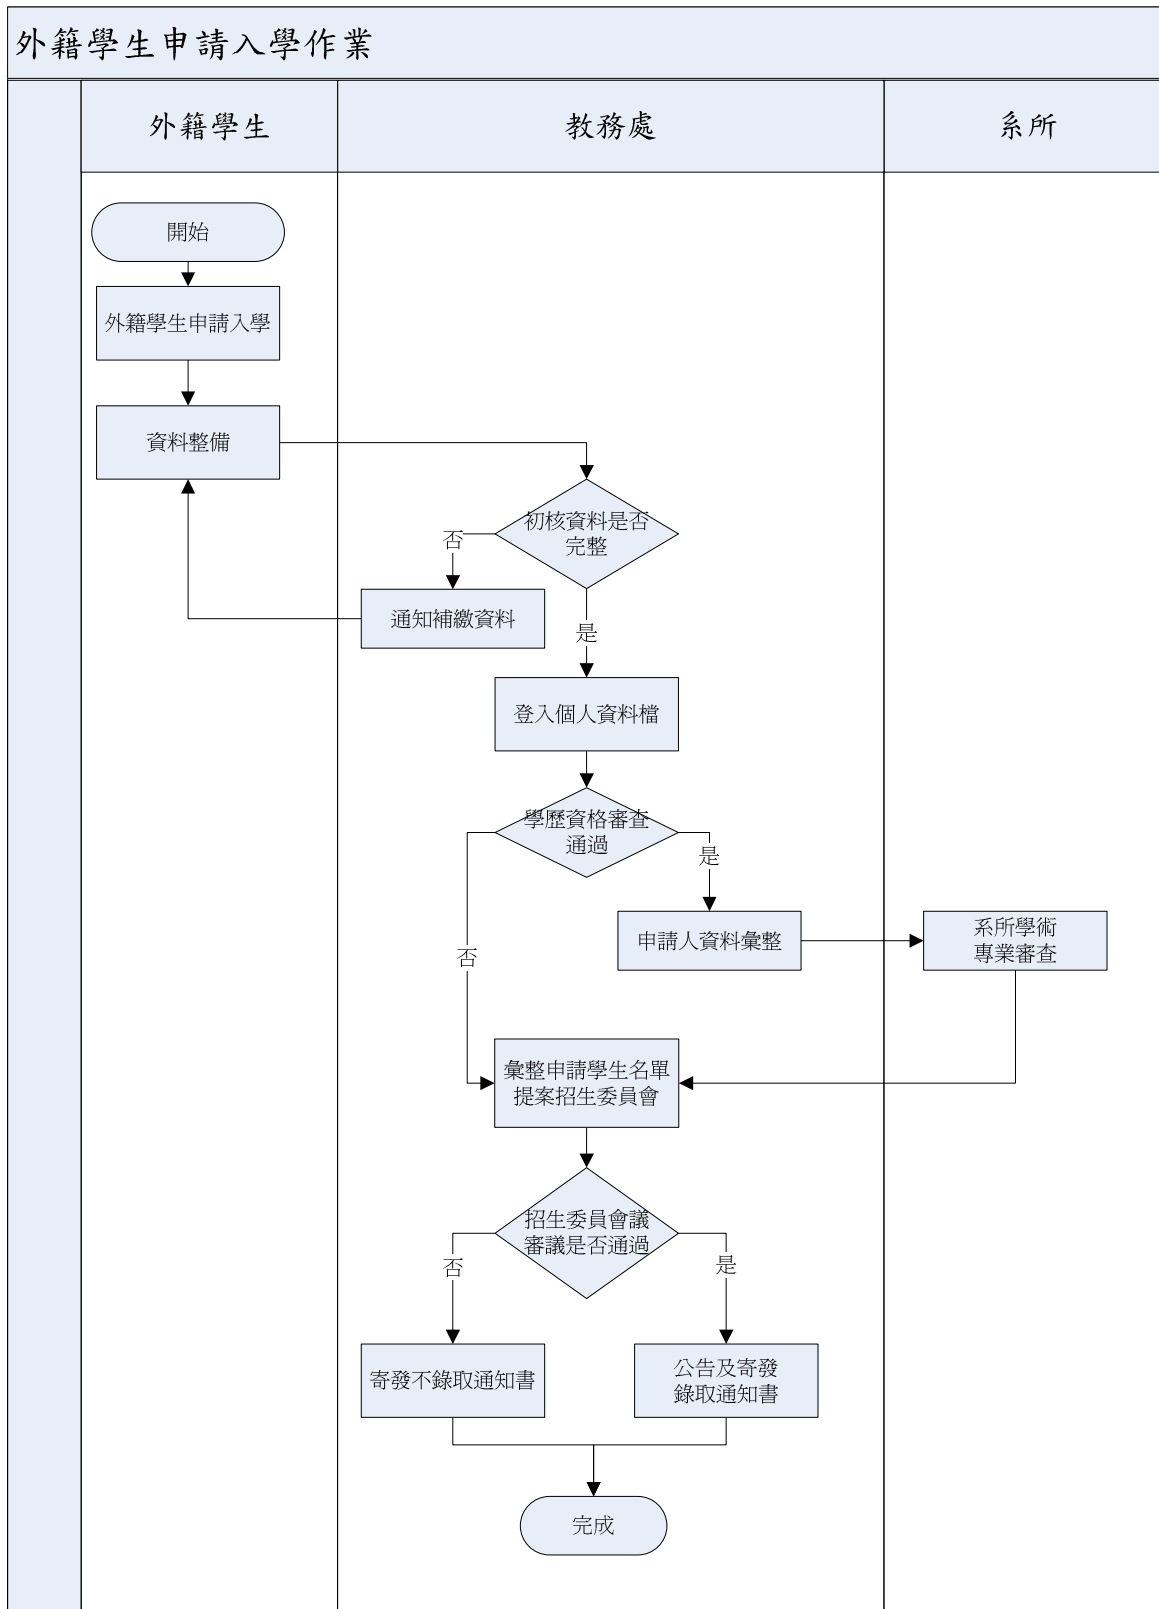 外籍學生申請入學作業
外籍學生
教務處
系所
開始
外籍學生申請入學
資料整備
初核資料是否
完整
否
通知補繳資料
是
登入個人資料檔
學歷資格審查
通過
是
申請人資料彙整
系所學術
專業審查
否
彙整申請學生名單
提案招生委員會
招生委員會議
審議是否通過
否
是
寄發不錄取通知書
公告及寄發
錄取通知書
完成